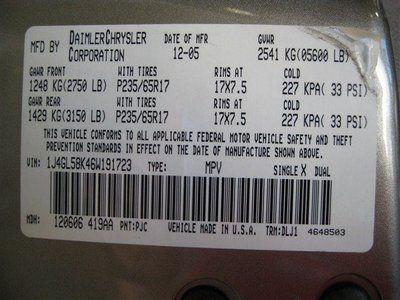 MFD BY DAIMLERCHRYSLER CORPORATION DATE OF MFR 12-05 GVWR 2541 KG(05600 LB)
GAWR FRONT WITH TIRES RIMS AT COLD
1248 KG(2750 LB) P235/65R17 17X7.5 227 KPA( 33 PSI)
GAWR REAR WITH TIRES RIMS AT COLD
1429 KG(3150 LB) P235/65R17 17X7.5 227 KPA( 33 PSI)
THIS VEHICLE CONFORMS TO ALL APPLICABLE FEDERAL MOTOR VEHICLE SAFETY AND THEFT
PREVENTION STANDARDS IN EFFECT ON THE DATE OF MANUFACTURE SHOWN ABOVE.
VIN: 1J4GL58K46W191723 TYPE: MPV SINGLE X DUAL
MDH: 120606 419AA PNT:PJC VEHICLE MADE IN U.S.A. TRM:DLJ1 4648503